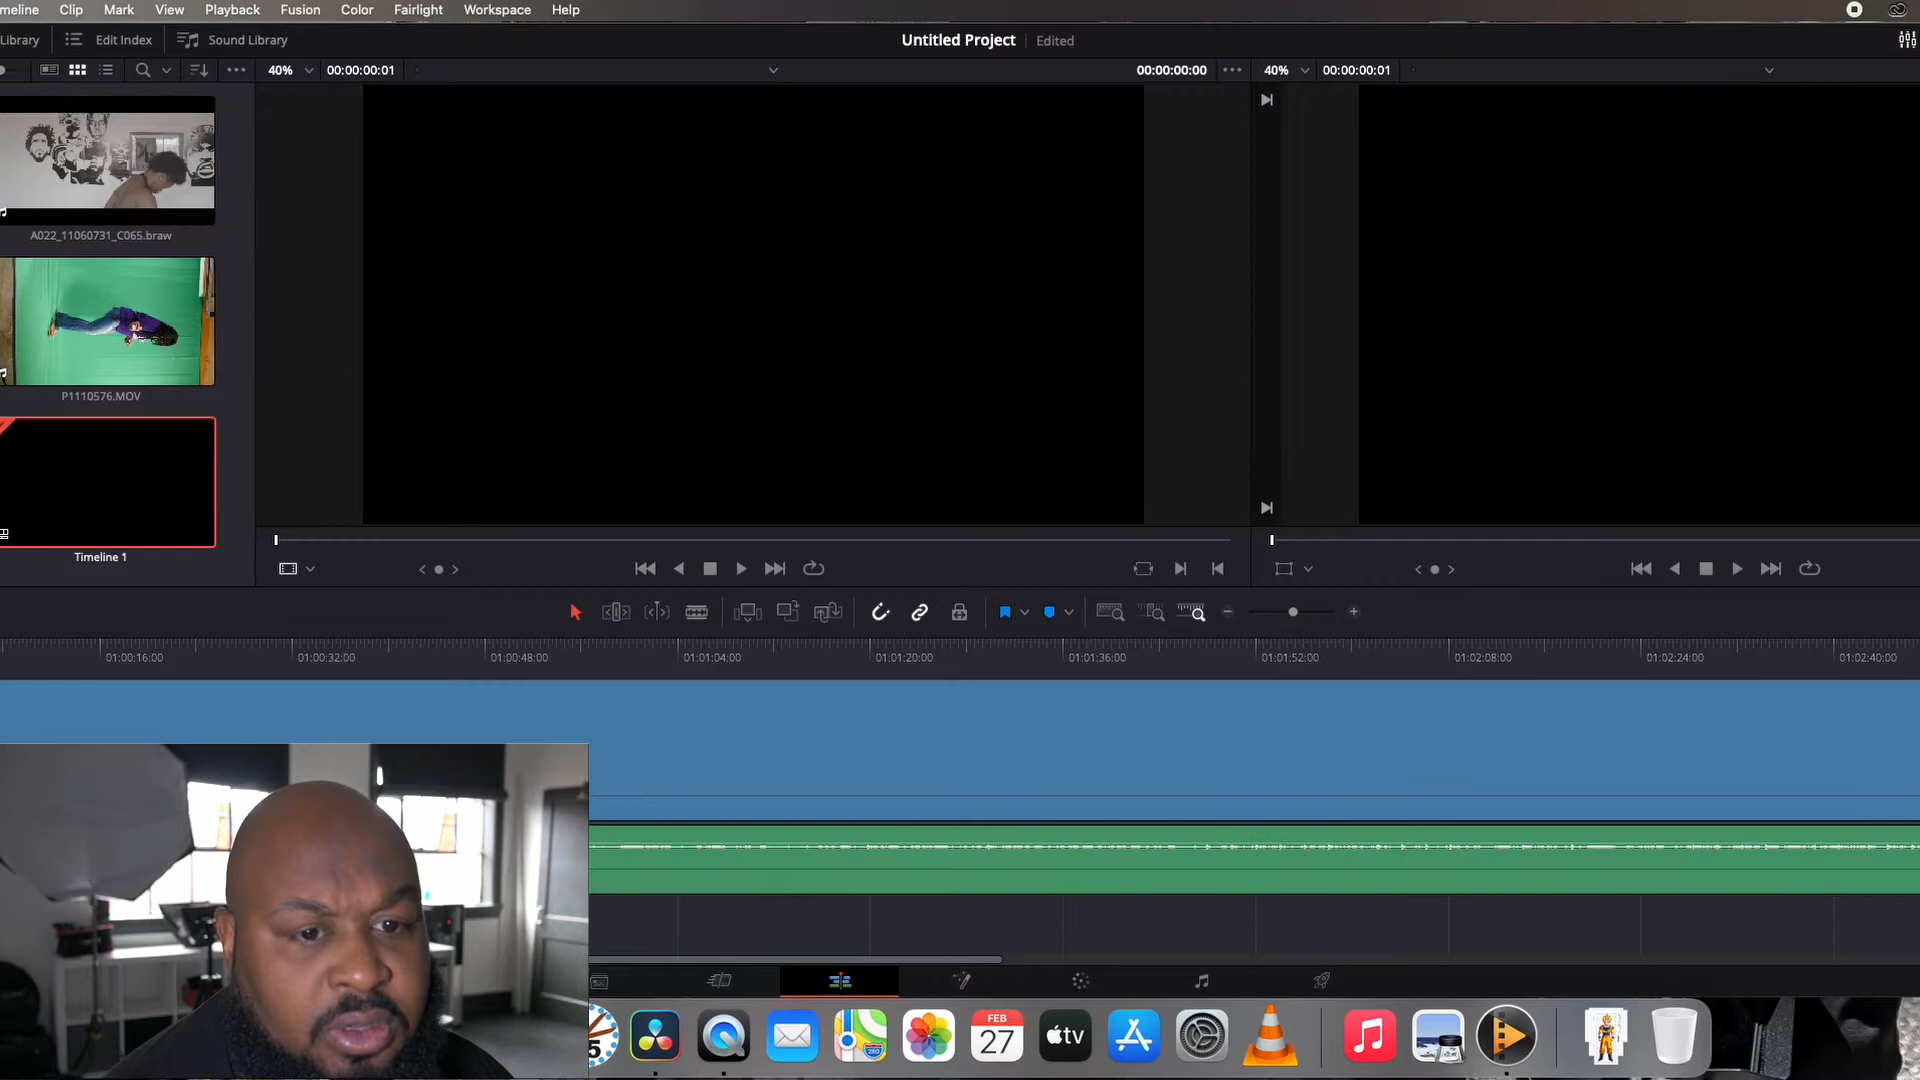 meline Clip Mark View Playback Fusion Color Fairlight Workspace Help
Library Edit Index Sound Library Untitled Project Edited
40% 00:00:00:01 00:00:00:00 40% 00:00:00:01
A022_11060731_C065.braw
P1110576.MOV
Timeline 1
01:00:16:00 01:00:32:00 01:00:48:00 01:01:04:00 01:01:20:00 01:01:36:00 01:01:52:00 01:02:08:00 01:02:24:00 01:02:40:00
FEB
27
tv
280
5